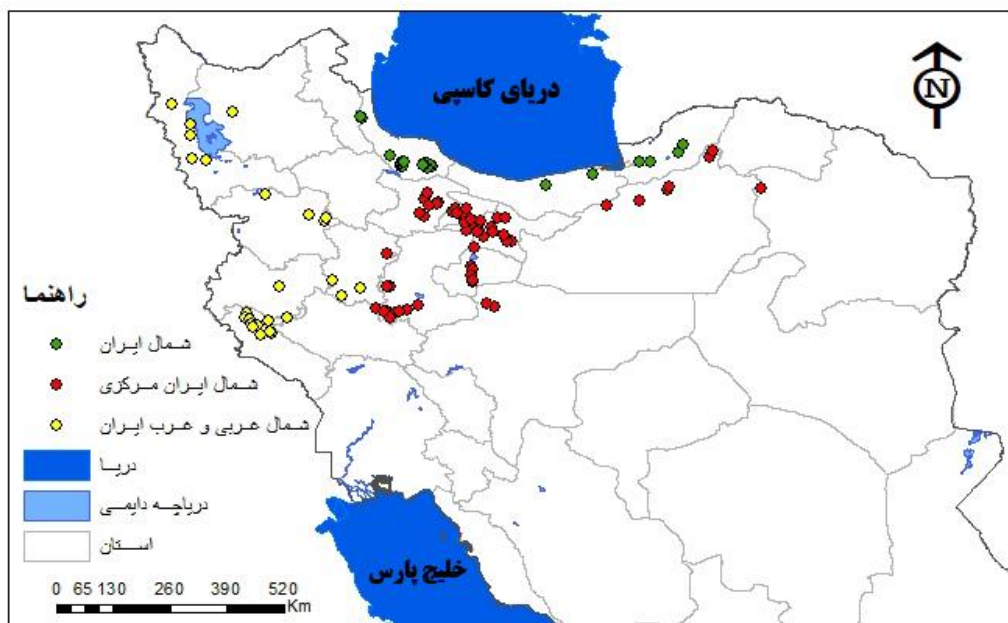 دریای کاسپی
N
راهنما
شمال ایران
شمال ایران مرکزی
شمال غربی و غرب ایران
دریا
دریاچه دایمی
استان
خلیج پارس
0 65 130 260 390 520
Km